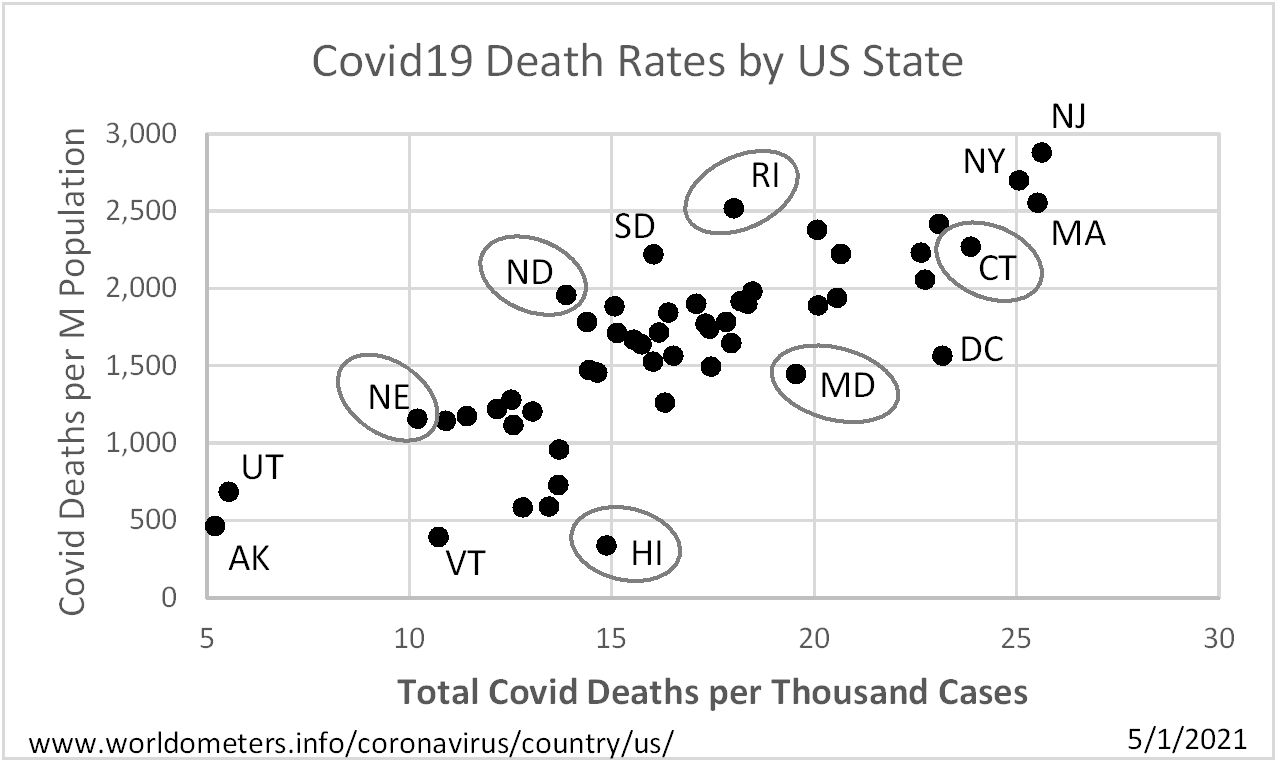 Covid19 Death Rates by US State
Covid Deaths per M Population
3,000
2,500
2,000
1,500
1,000
500
0
NJ
NY
RI
MA
SD
CT
ND
DC
MD
NE
UT
AK
VT
HI
5
10
15
20
25
30
Total Covid Deaths per Thousand Cases
www.worldometers.info/coronavirus/country/us/
5/1/2021